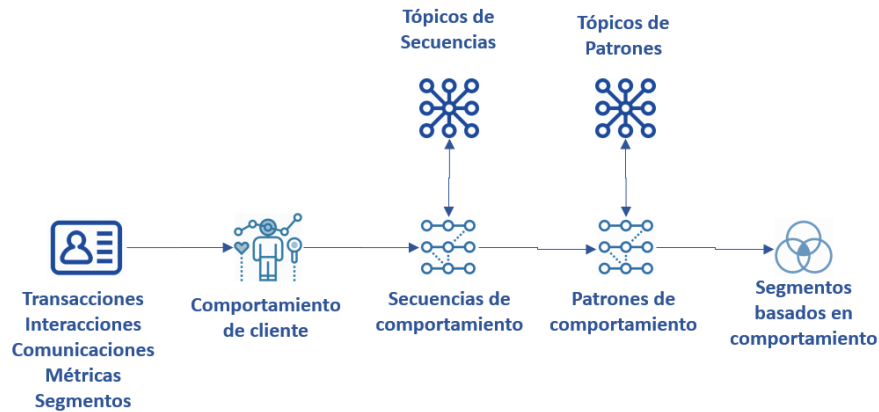 Tópicos de
Secuencias
Tópicos de
Patrones
Transacciones
Interacciones
Comunicaciones
Métricas
Segmentos
Comportamiento
de cliente
Secuencias de
comportamiento
Patrones de
comportamiento
Segmentos
basados en
comportamiento